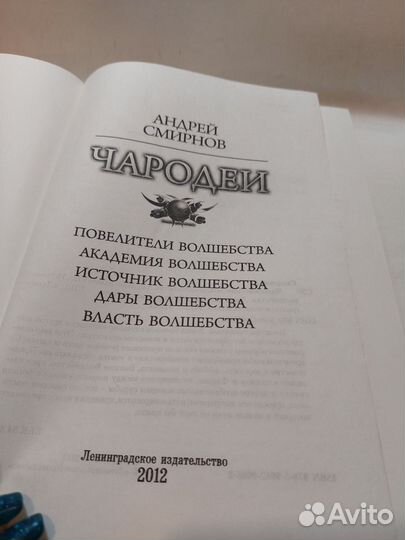 АНДРЕЙ
СМИРНОВ
ЧАРОДЕИ
ПОВЕЛИТЕЛИ ВОЛШЕБСТВА
АКАДЕМИЯ ВОЛШЕБСТВА
ИСТОЧНИК ВОЛШЕБСТВА
ДАРЫ ВОЛШЕБСТВА
ВЛАСТЬ ВОЛШЕБСТВА
Ленинградское издательство
2012
Avito